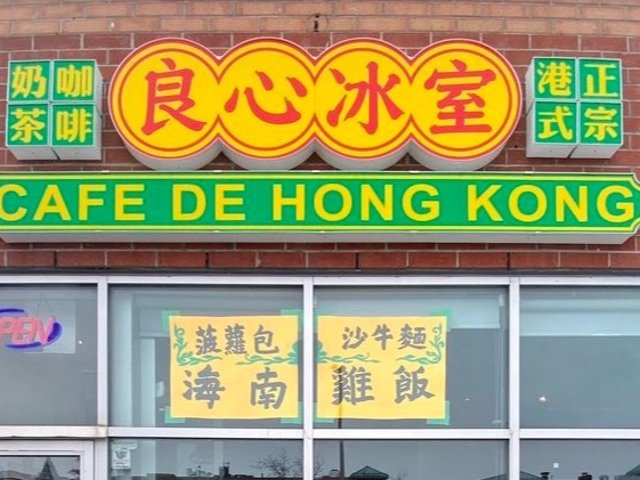 咖啡
奶茶
良心冰室
正宗
港式
CAFE DE HONG KONG
OPEN
菠蘿包
沙牛麵
海南雞飯